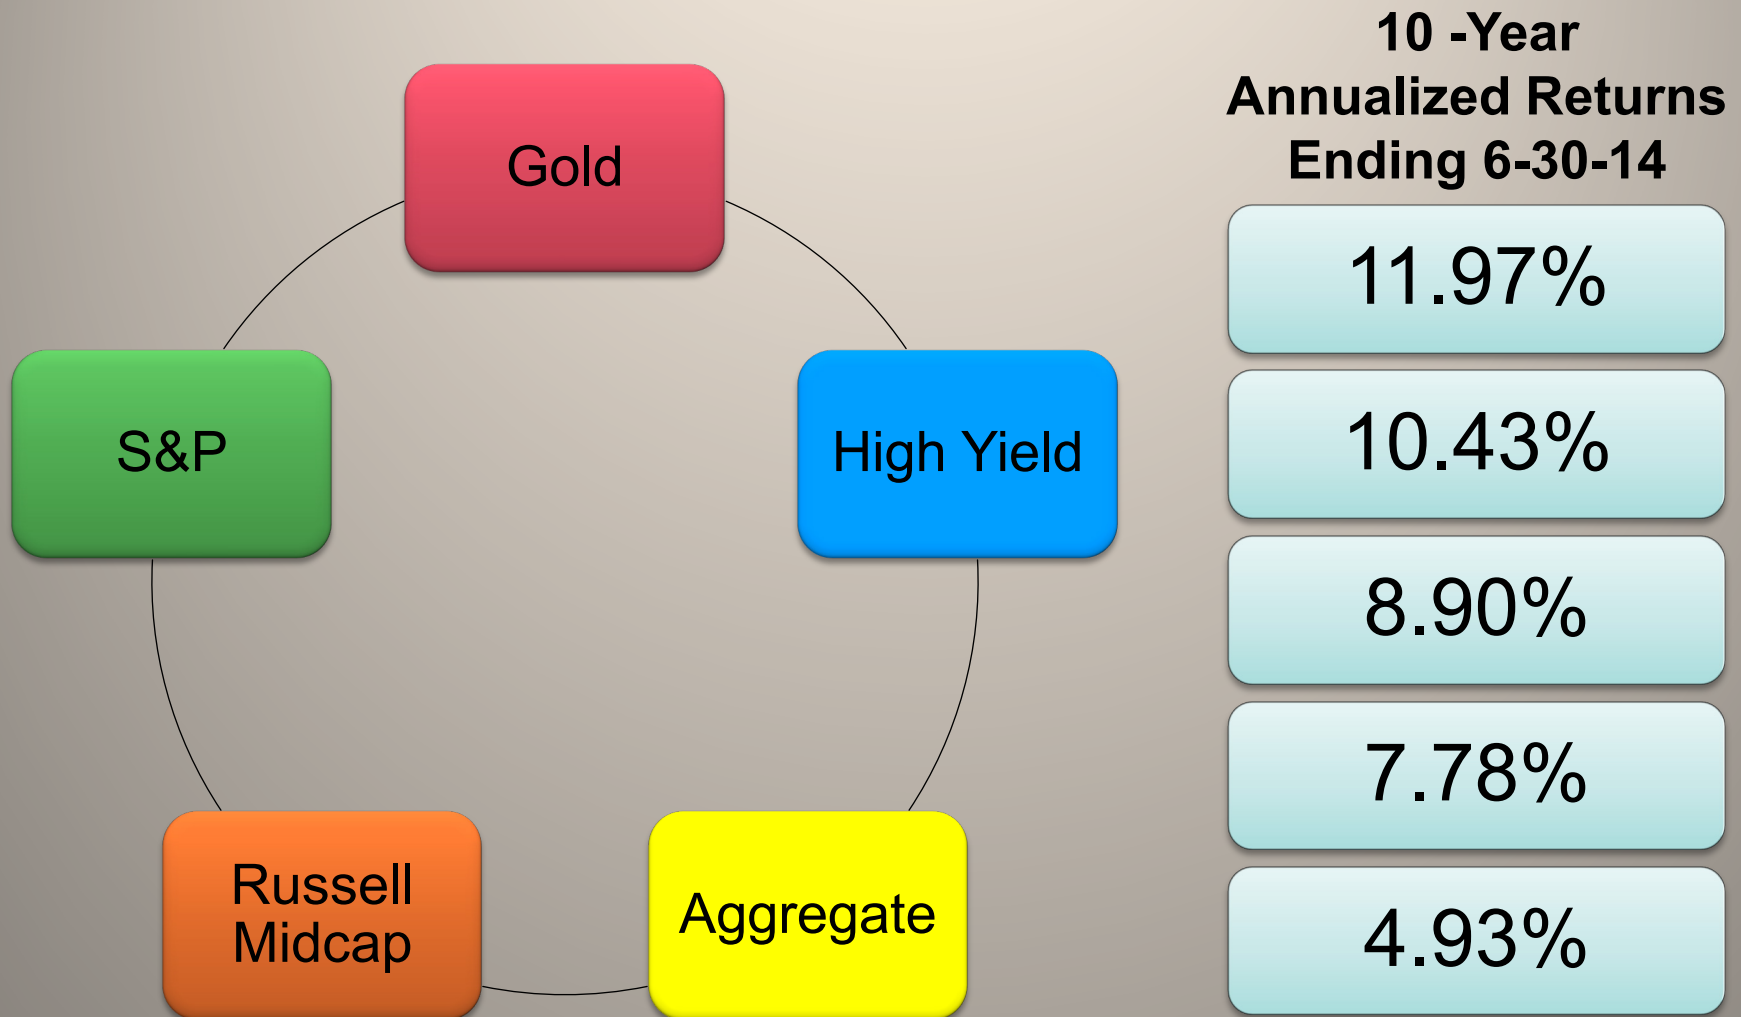 10 -Year
Annualized Returns
Ending 6-30-14
Gold
S&P
High Yield
Russell
Midcap
Aggregate
11.97%
10.43%
8.90%
7.78%
4.93%